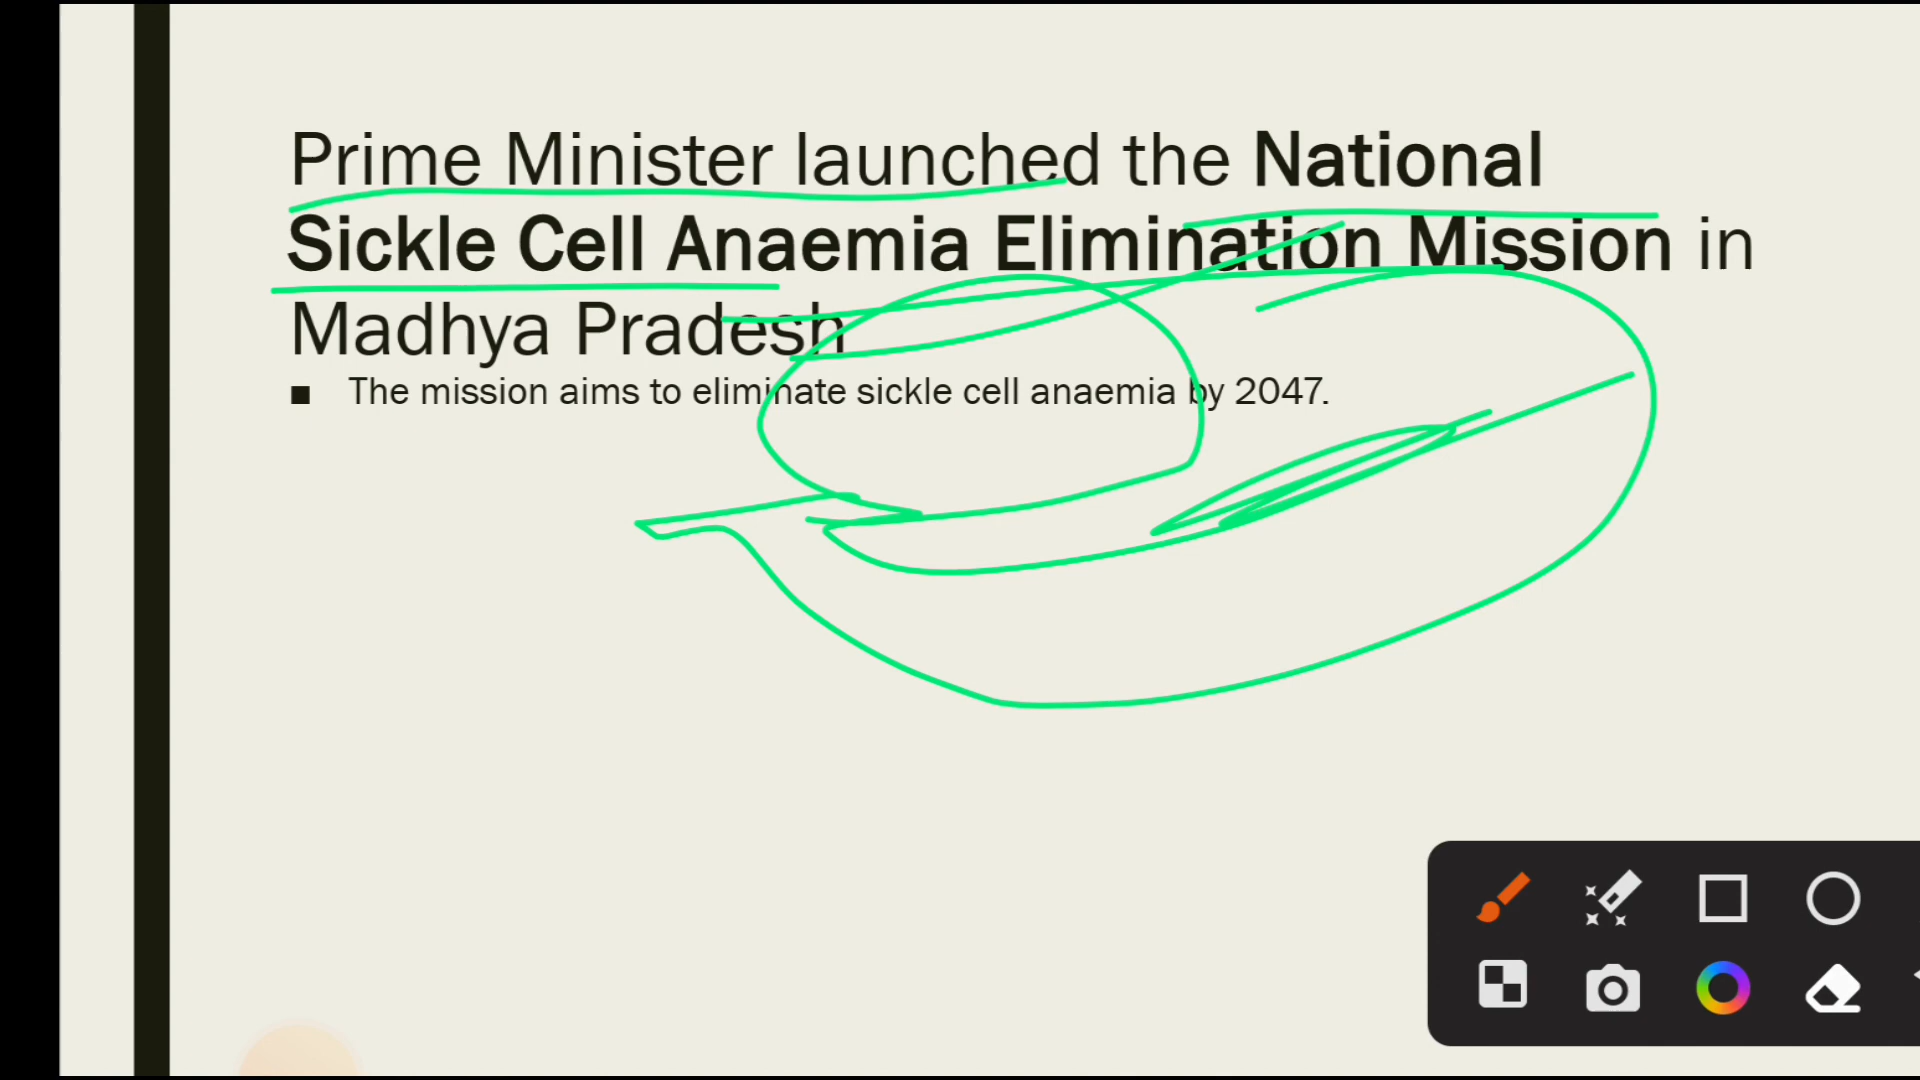 Prime Minister launched the National
Sickle Cell Anaemia Elimination Mission in
Madhya Pradesh
■ The mission aims to eliminate sickle cell anaemia by 2047.